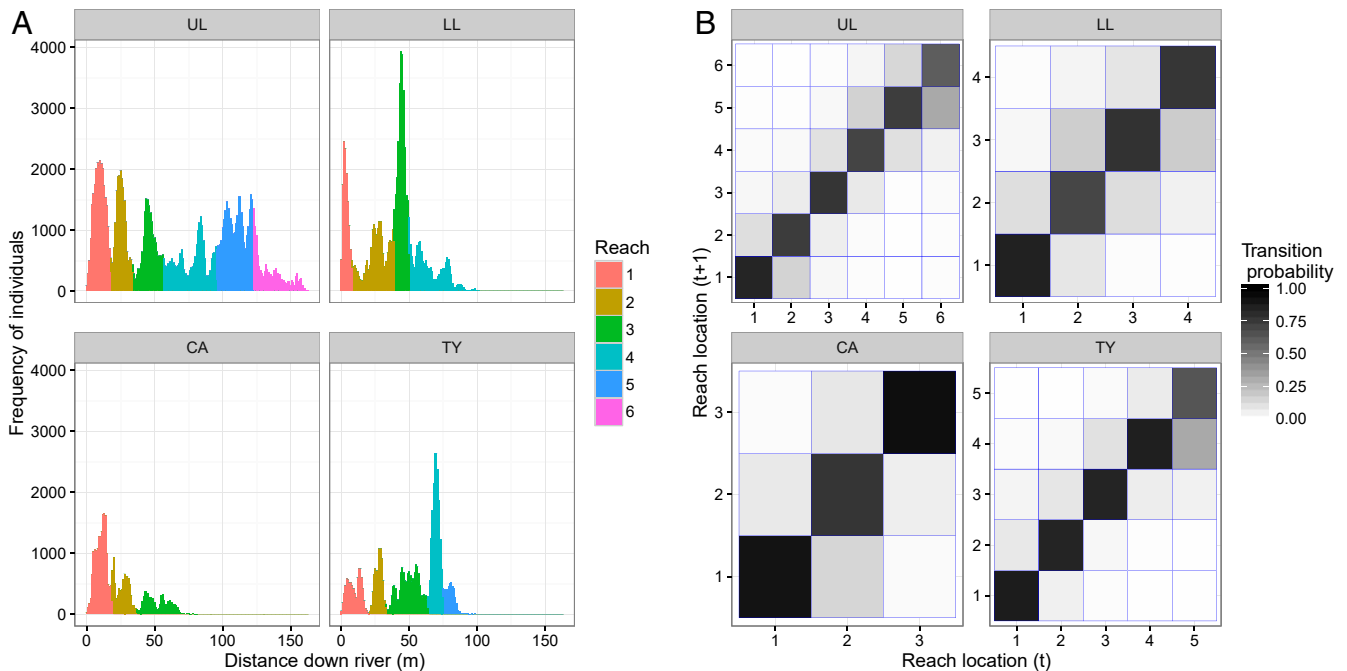 A
UL
LL
4000
3000
2000
1000
0
CA
TY
4000
3000
2000
1000
0
0
50
100
150
0
50
100
150
Frequency of individuals
Distance down river (m)
Reach
1
2
3
4
5
6
B
UL
LL
6
5
4
3
2
1
1 2 3 4 5 6
4
3
2
1
1 2 3 4
CA
TY
3
2
1
1 2 3
5
4
3
2
1
1 2 3 4 5
Reach location (t+1)
Reach location (t)
Transition
probability
1.00
0.75
0.50
0.25
0.00